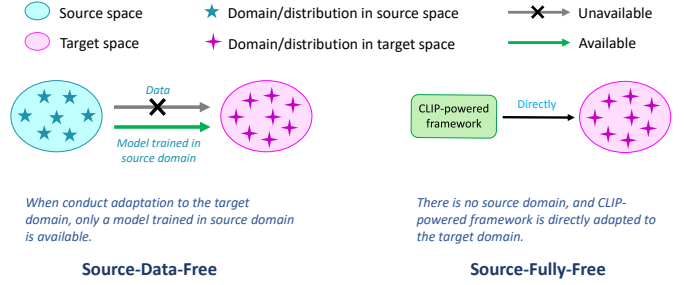 Source space
Domain/distribution in source space
Unavailable
Target space
Domain/distribution in target space
Available
Data
Model trained in
source domain
CLIP-powered
framework
Directly
When conduct adaptation to the target
domain, only a model trained in source domain
is available.
There is no source domain, and CLIP-
powered framework is directly adapted to
the target domain.
Source-Data-Free
Source-Fully-Free